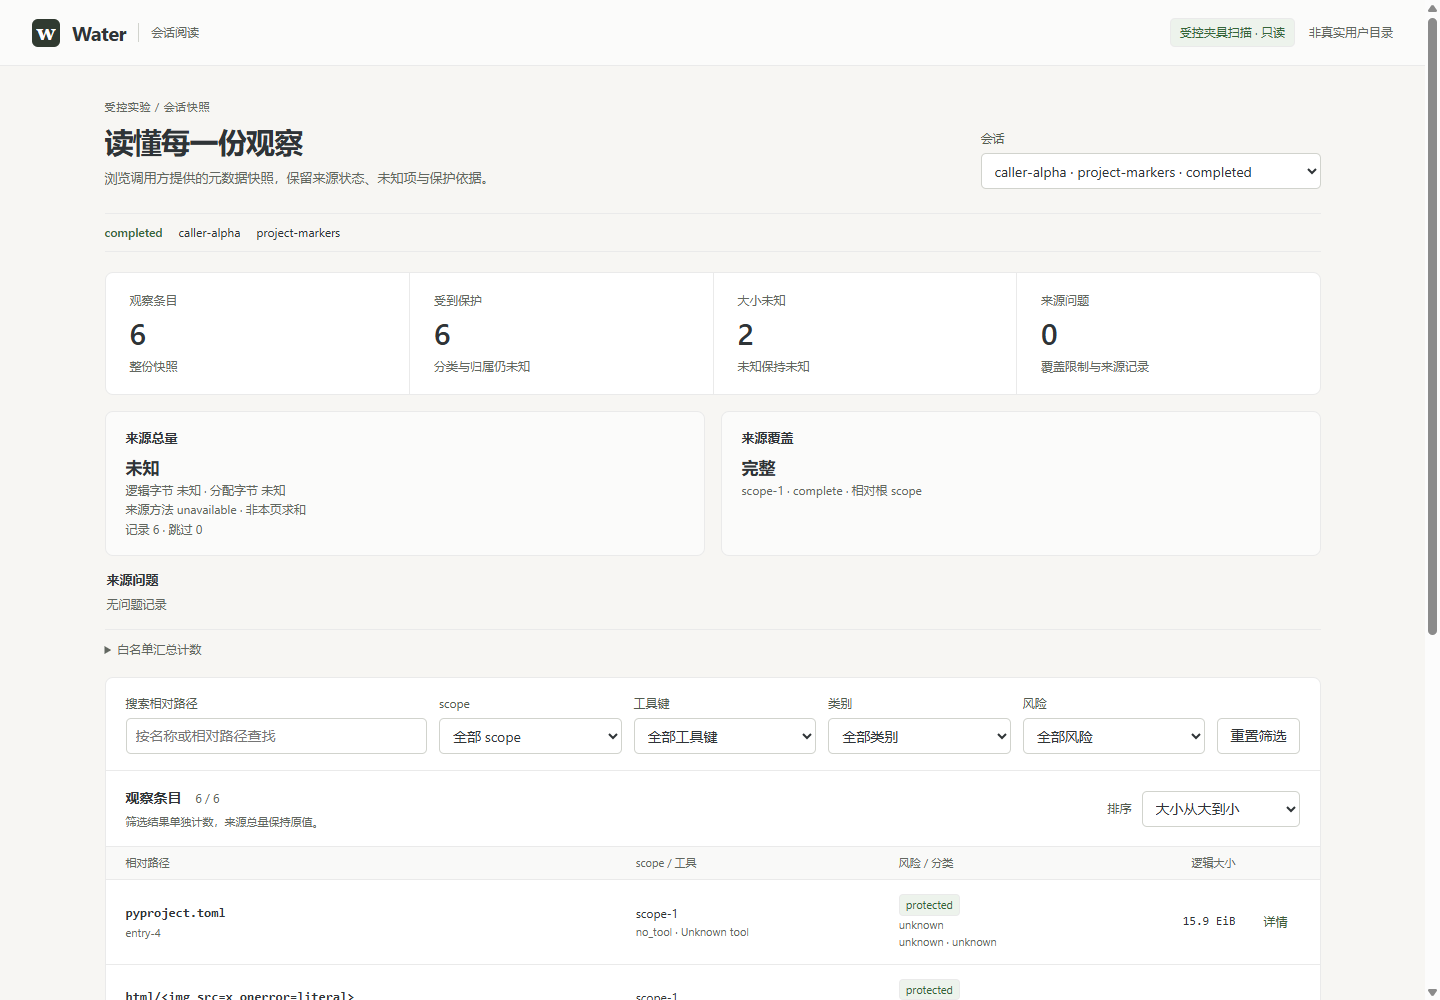 w Water 会话阅读 受控夹具扫描 · 只读 非真实用户目录
受控实验 / 会话快照
读懂每一份观察
浏览调用方提供的元数据快照，保留来源状态、未知项与保护依据。
会话
caller-alpha · project-markers · completed
completed caller-alpha project-markers
观察条目 受到保护 大小未知 来源问题
6 6 2 0
整份快照 分类与归属仍未知 未知保持未知 覆盖限制与来源记录
来源总量
未知
逻辑字节 未知 · 分配字节 未知
来源方法 unavailable · 非本页求和
记录 6 · 跳过 0
来源覆盖
完整
scope-1 · complete · 相对根 scope
来源问题
无问题记录
白名单汇总计数
搜索相对路径 scope 工具键 类别 风险
按名称或相对路径查找 全部 scope 全部工具键 全部类别 全部风险 重置筛选
观察条目 6 / 6
筛选结果单独计数，来源总量保持原值。
排序 大小从大到小
相对路径 scope / 工具 风险 / 分类 逻辑大小
pyproject.toml
entry-4
scope-1
no_tool · Unknown tool
protected
unknown
unknown · unknown
15.9 EiB 详情
html/<img src=x onerror=literal> scope-1 protected